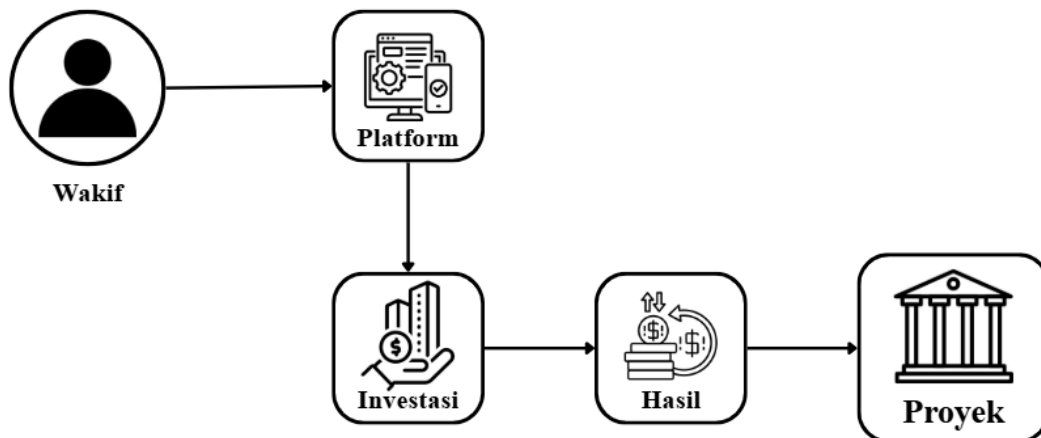 Platform
Wakif
Investasi
Hasil
Proyek